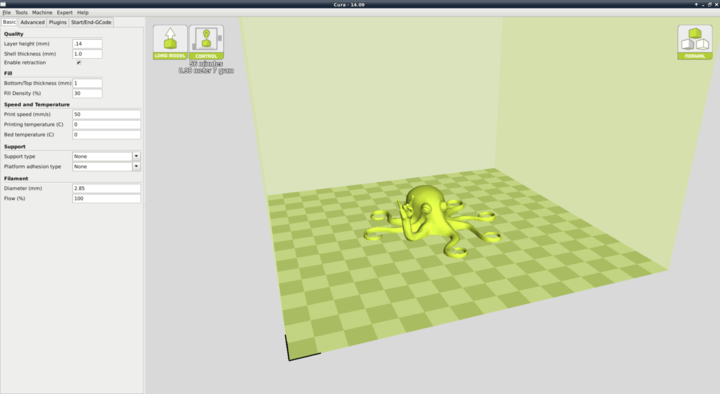 Cura - 14.09
File Tools Machine Expert Help
Basic Advanced Plugins Start/End-GCode
Quality
Layer height (mm) .14
Shell thickness (mm) 1.0
Enable retraction
Fill
Bottom/Top thickness (mm) 1
Fill Density (%) 30
Speed and Temperature
Print speed (mm/s) 50
Printing temperature (C) 0
Bed temperature (C) 0
Support
Support type None
Platform adhesion type None
Filament
Diameter (mm) 2.85
Flow (%) 100
LOAD MODEL CONTROL
56 minutes
0.90 meter 7 gram